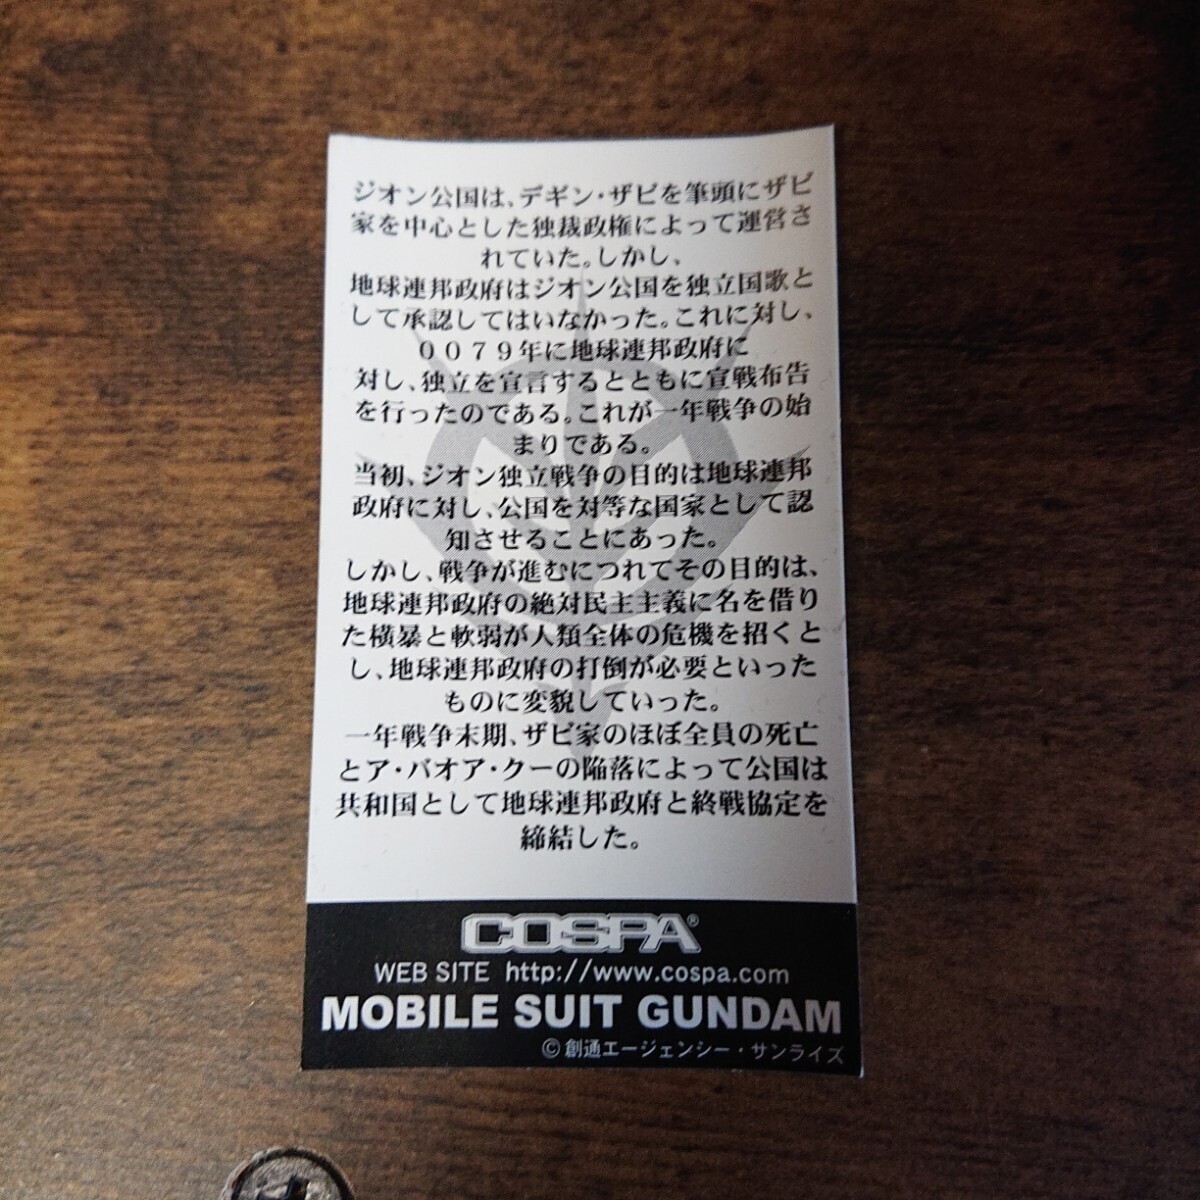 ジオン公国は、デギン・ザビを筆頭にザビ
家を中心とした独裁政権によって運営さ
れていた。しかし、
地球連邦政府はジオン公国を独立国歌と
して承認してはいなかった。これに対し、
0079年に地球連邦政府に
対し、独立を宣言するとともに宣戦布告
を行ったのである。これが一年戦争の始
まりである。
当初、ジオン独立戦争の目的は地球連邦
政府に対し、公国を対等な国家として認
知させることにあった。
しかし、戦争が進むにつれてその目的は、
地球連邦政府の絶対民主主義に名を借り
た横暴と軟弱が人類全体の危機を招くと
し、地球連邦政府の打倒が必要といった
ものに変貌していった。
一年戦争末期、ザビ家のほぼ全員の死亡
とア・バオア・クーの陥落によって公国は
共和国として地球連邦政府と終戦協定を
締結した。
COSPA®
WEB SITE http://www.cospa.com
MOBILE SUIT GUNDAM
©創通エージェンシー・サンライズ